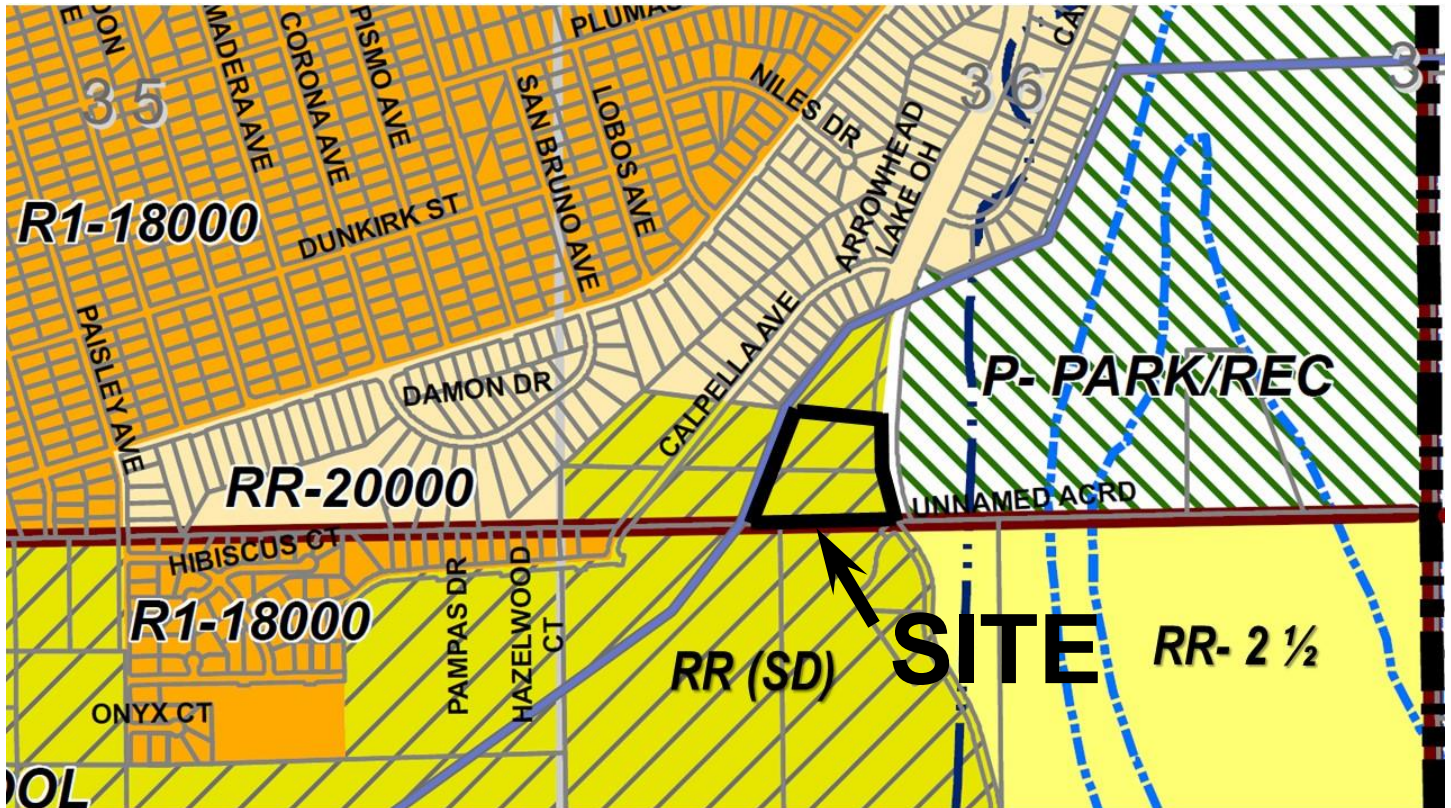 PLUMAS
MADERA AVE
CORONA AVE
PISMO AVE
SAN BRUNO AVE
LOBOS AVE
NILES DR
35
36
3
R1-18000
DUNKIRK ST
ARROWHEAD
LAKE OH
PAISLEY AVE
DAMON DR
CALPELLA AVE
P- PARK/REC
RR-20000
UNNAMED ACRD
HIBISCUS CT
R1-18000
PAMPAS DR
HAZELWOOD
CT
SITE
RR (SD)
RR- 2 ½
ONYX CT
OOL